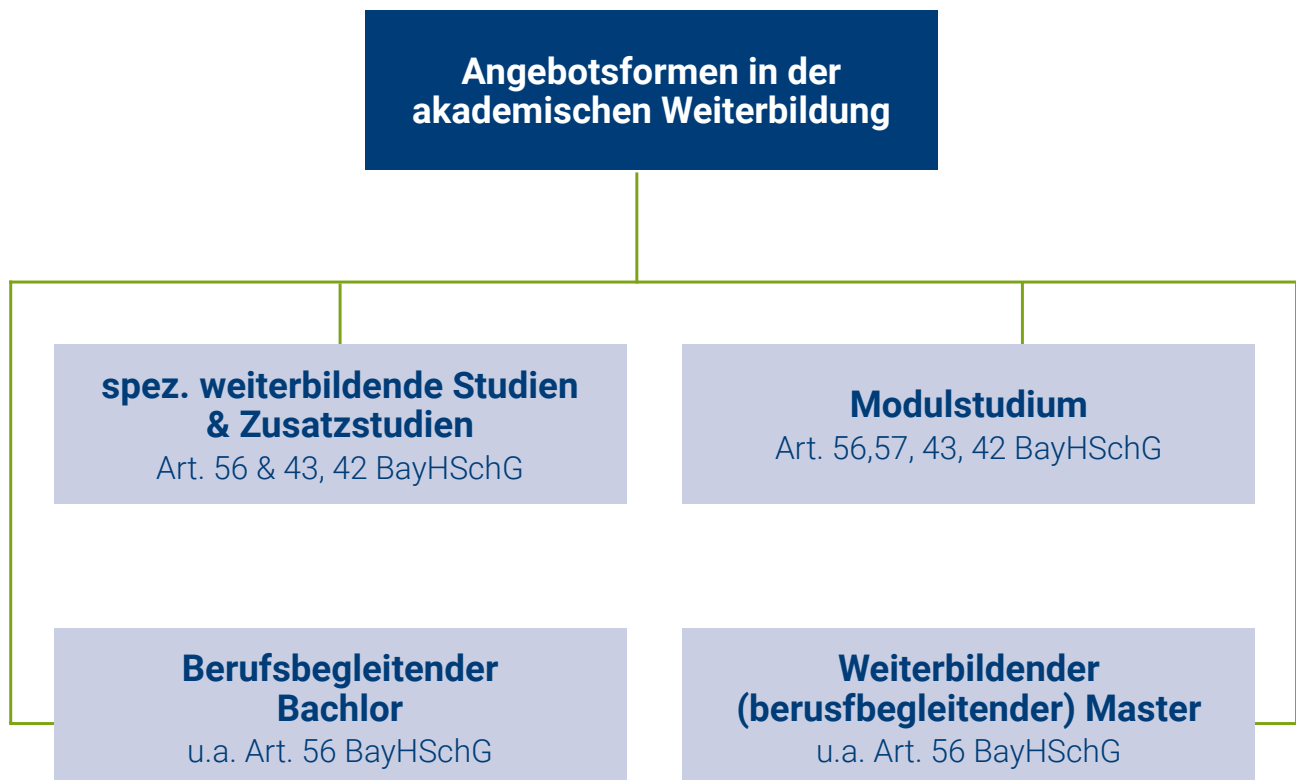 Angebotsformen in der
akademischen Weiterbildung
spez. weiterbildende Studien
& Zusatzstudien
Art. 56 & 43, 42 BayHSchG
Modulstudium
Art. 56,57, 43, 42 BayHSchG
Berufsbegleitender
Bachlor
u.a. Art. 56 BayHSchG
Weiterbildender
(berusfbegleitender) Master
u.a. Art. 56 BayHSchG